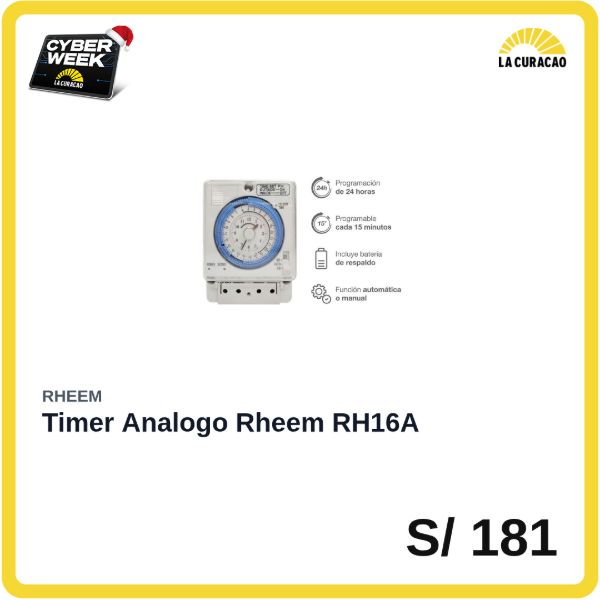 CYBER
WEEK
LA CURACAO
LA CURACAO
24h
Programación
de 24 horas
15'
Programable
cada 15 minutos
Incluye batería
de respaldo
Función automática
o manual
RHEEM
Timer Analogo Rheem RH16A
S/ 181